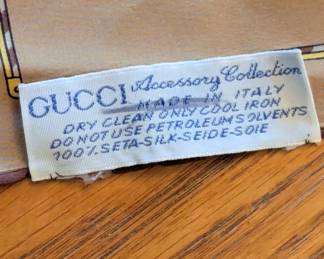 GUCCI Accessory Collection
MADE IN ITALY
DRY CLEAN ONLY COOL IRON
DO NOT USE PETROLEUM SOLVENTS
100% SETA-SILK-SEIDE-SOIE